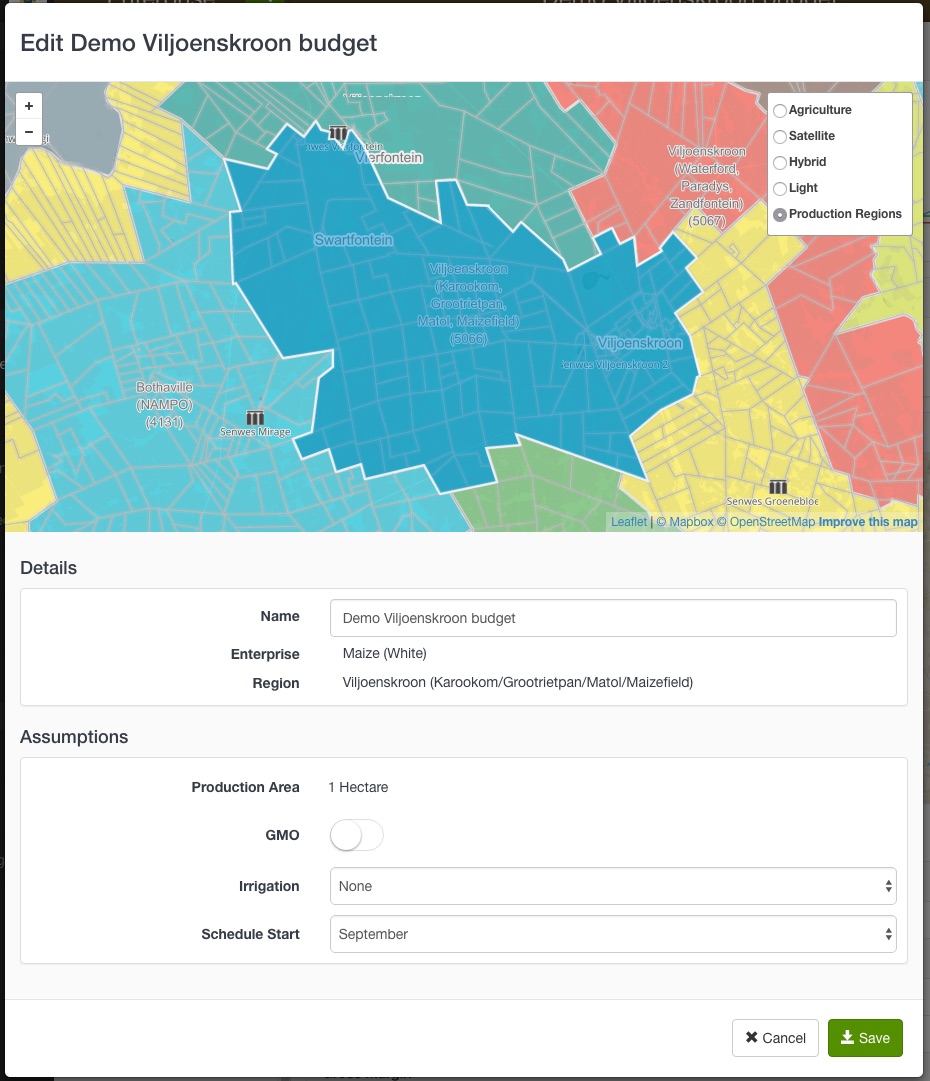 Edit Demo Viljoenskroon budget
+
−
Agriculture
Satellite
Hybrid
Light
Production Regions
Vierfontein
Viljoenskroon
(Waterford,
Paradys,
Zandfontein)
(5067)
Swartfontein
Viljoenskroon
(Karookom,
Grootrietpan,
Matol, Maizefield)
(5066)
Viljoenskroon
enwes Viljoenskroon 2
Bothaville
(NAMPO)
(4131)
Senwes Mirage
Senwes Groenebloe
Leaflet | © Mapbox © OpenStreetMap Improve this map
Details
Name Demo Viljoenskroon budget
Enterprise Maize (White)
Region Viljoenskroon (Karookom/Grootrietpan/Matol/Maizefield)
Assumptions
Production Area 1 Hectare
GMO
Irrigation None
Schedule Start September
Cancel Save